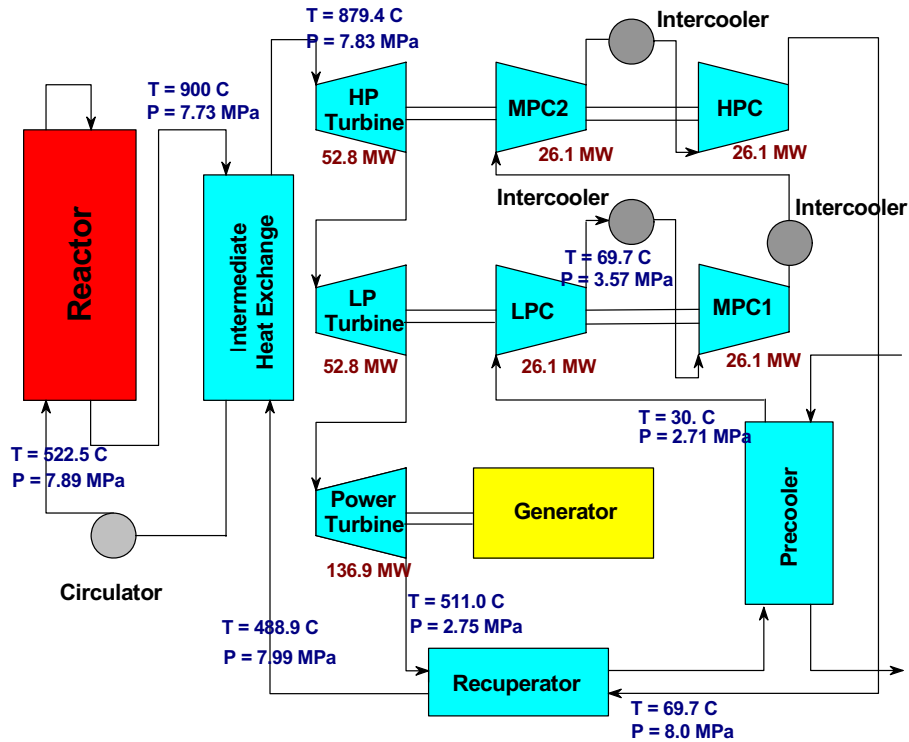 T = 879.4 C
P = 7.83 MPa
Intercooler
T = 900 C
P = 7.73 MPa
HP
Turbine
52.8 MW
MPC2
26.1 MW
HPC
26.1 MW
Reactor
Intermediate
Heat Exchange
Intercooler
Intercooler
T = 69.7 C
P = 3.57 MPa
LP
Turbine
52.8 MW
LPC
26.1 MW
MPC1
26.1 MW
T = 522.5 C
P = 7.89 MPa
T = 30. C
P = 2.71 MPa
Power
Turbine
136.9 MW
Generator
Precooler
Circulator
T = 488.9 C
P = 7.99 MPa
T = 511.0 C
P = 2.75 MPa
Recuperator
T = 69.7 C
P = 8.0 MPa